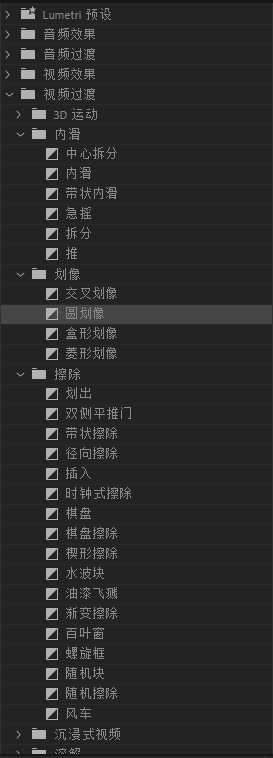 Lumetri 预设
音频效果
音频过渡
视频效果
视频过渡
3D 运动
内滑
中心拆分
内滑
带状内滑
急摇
拆分
推
划像
交叉划像
圆划像
盒形划像
菱形划像
擦除
划出
双侧平推门
带状擦除
径向擦除
插入
时钟式擦除
棋盘
棋盘擦除
楔形擦除
水波块
油漆飞溅
渐变擦除
百叶窗
螺旋框
随机块
随机擦除
风车
沉浸式视频
溶解